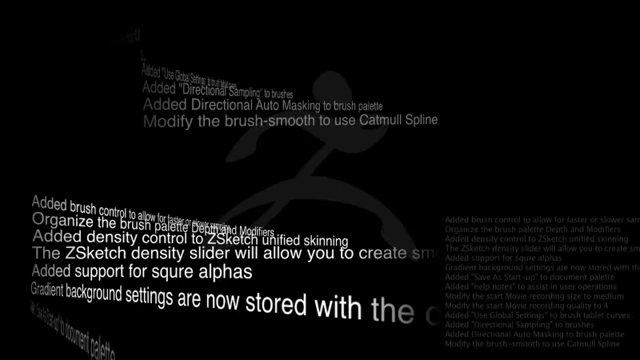 Added "Use Global Settings" to brush
Added "Directional Sampling" to brushes
Added Directional Auto Masking to brush palette
Modify the brush-smooth to use Catmull Spline
Added brush control to allow for faster or slower
Organize the brush palette Depth and Modifiers
Added density control to ZSketch unified skinning
The ZSketch density slider will allow you to create
Added support for squre alphas
Gradient background settings are now stored with the
to document palette
Added brush control to allow for faster or slower
Organize the brush palette Depth and Modifiers
Added density control to ZSketch unified skinning
The ZSketch density slider will allow you to create
Added support for squre alphas
Gradient background settings are now stored with the
Added "Save As Start-up" to document palette
Added "help notes" to assist in user operations
Modify the start Movie recording size to medium
Modify the start Movie recording quality to 4
Added "Use Global Settings" to brush tablet curves
Added "Directional Sampling" to brushes
Added Directional Auto Masking to brush palette
Modify the brush-smooth to use Catmull Spline